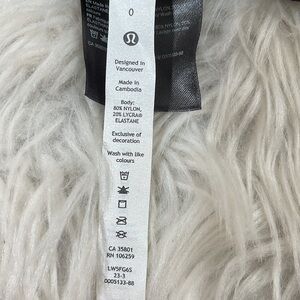 0
Designed in
Vancouver
Made in
Cambodia
Body:
80% NYLON,
20% LYCRA®
ELASTANE
Exclusive of
decoration
Wash with like
colours
CA 35801
RN 106259
LW5FG6S
23-3
0005133-88